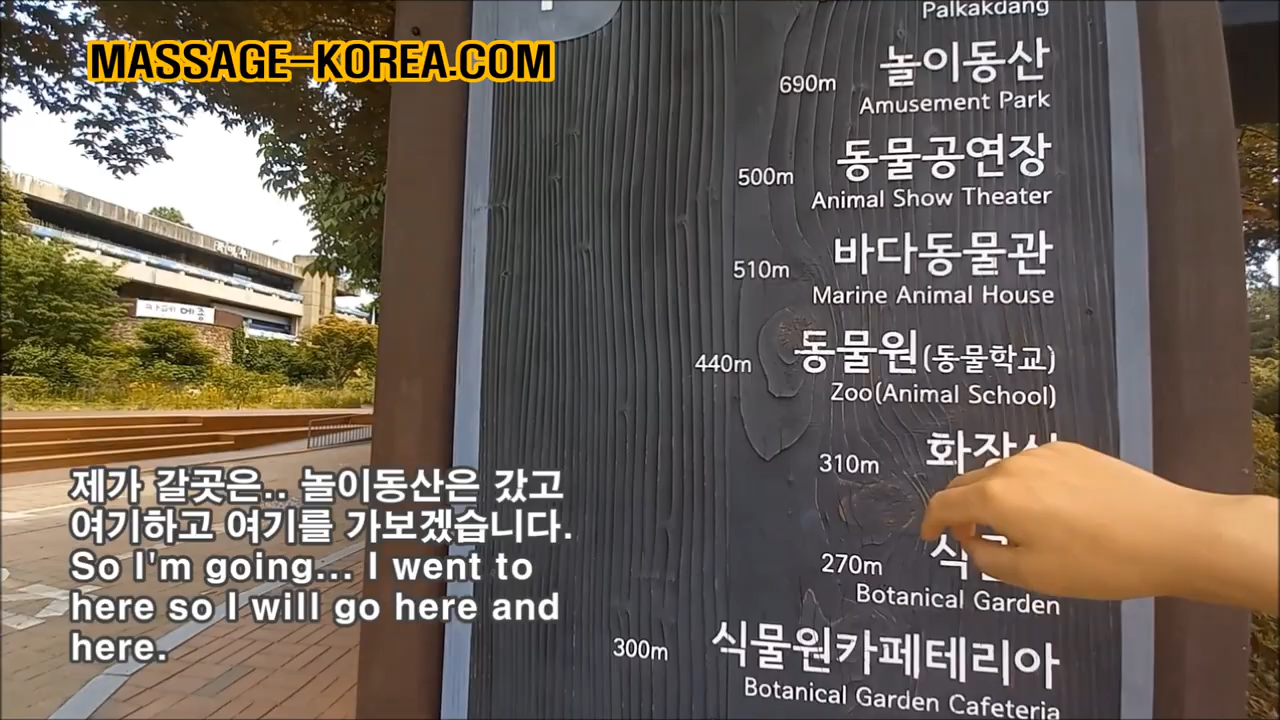 MASSAGE-KOREA.COM
Palkakdang
690m 놀이동산
Amusement Park
500m 동물공연장
Animal Show Theater
510m 바다동물관
Marine Animal House
440m 동물원(동물학교)
Zoo(Animal School)
310m
270m
Botanical Garden
300m 식물원카페테리아
Botanical Garden Cafeteria
제가 갈곳은.. 놀이동산은 갔고
여기하고 여기를 가보겠습니다.
So I'm going... I went to
here so I will go here and
here.